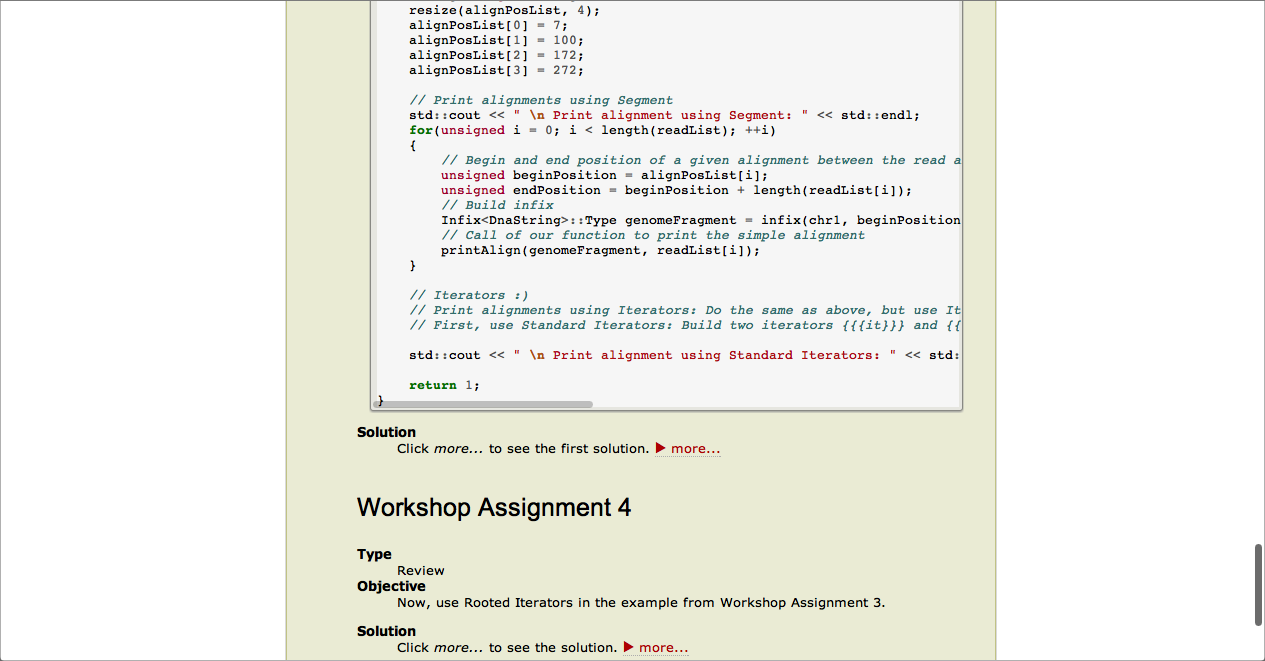 resize(alignPosList, 4);
alignPosList[0] = 7;
alignPosList[1] = 100;
alignPosList[2] = 172;
alignPosList[3] = 272;
// Print alignments using Segment
std::cout << " \n Print alignment using Segment: " << std::endl;
for(unsigned i = 0; i < length(readList); ++i)
{
// Begin and end position of a given alignment between the read a
unsigned beginPosition = alignPosList[i];
unsigned endPosition = beginPosition + length(readList[i]);
// Build infix
Infix<DnaString>::Type genomeFragment = infix(chr1, beginPosition
// Call of our function to print the simple alignment
printAlign(genomeFragment, readList[i]);
}
// Iterators :)
// Print alignments using Iterators: Do the same as above, but use It
// First, use Standard Iterators: Build two iterators {{{it}}} and {{
std::cout << " \n Print alignment using Standard Iterators: " << std:
return 1;
}
Solution
Click more... to see the first solution. ▶ more...
Workshop Assignment 4
Type
Review
Objective
Now, use Rooted Iterators in the example from Workshop Assignment 3.
Solution
Click more... to see the solution. ▶ more...